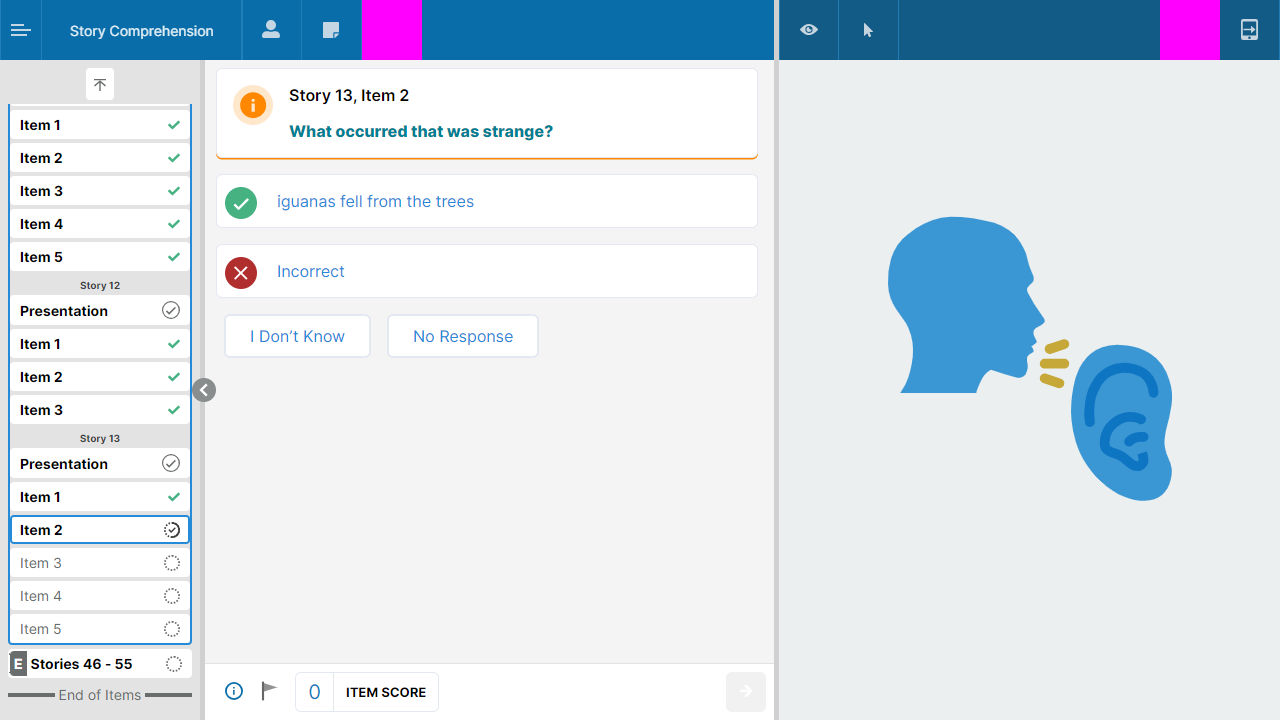 Story Comprehension
Item 1
Item 2
Item 3
Item 4
Item 5
Story 12
Presentation
Item 1
Item 2
Item 3
Story 13
Presentation
Item 1
Item 2
Item 3
Item 4
Item 5
E Stories 46 - 55
End of Items
Story 13, Item 2
What occurred that was strange?
iguanas fell from the trees
Incorrect
I Don’t Know
No Response
0 ITEM SCORE